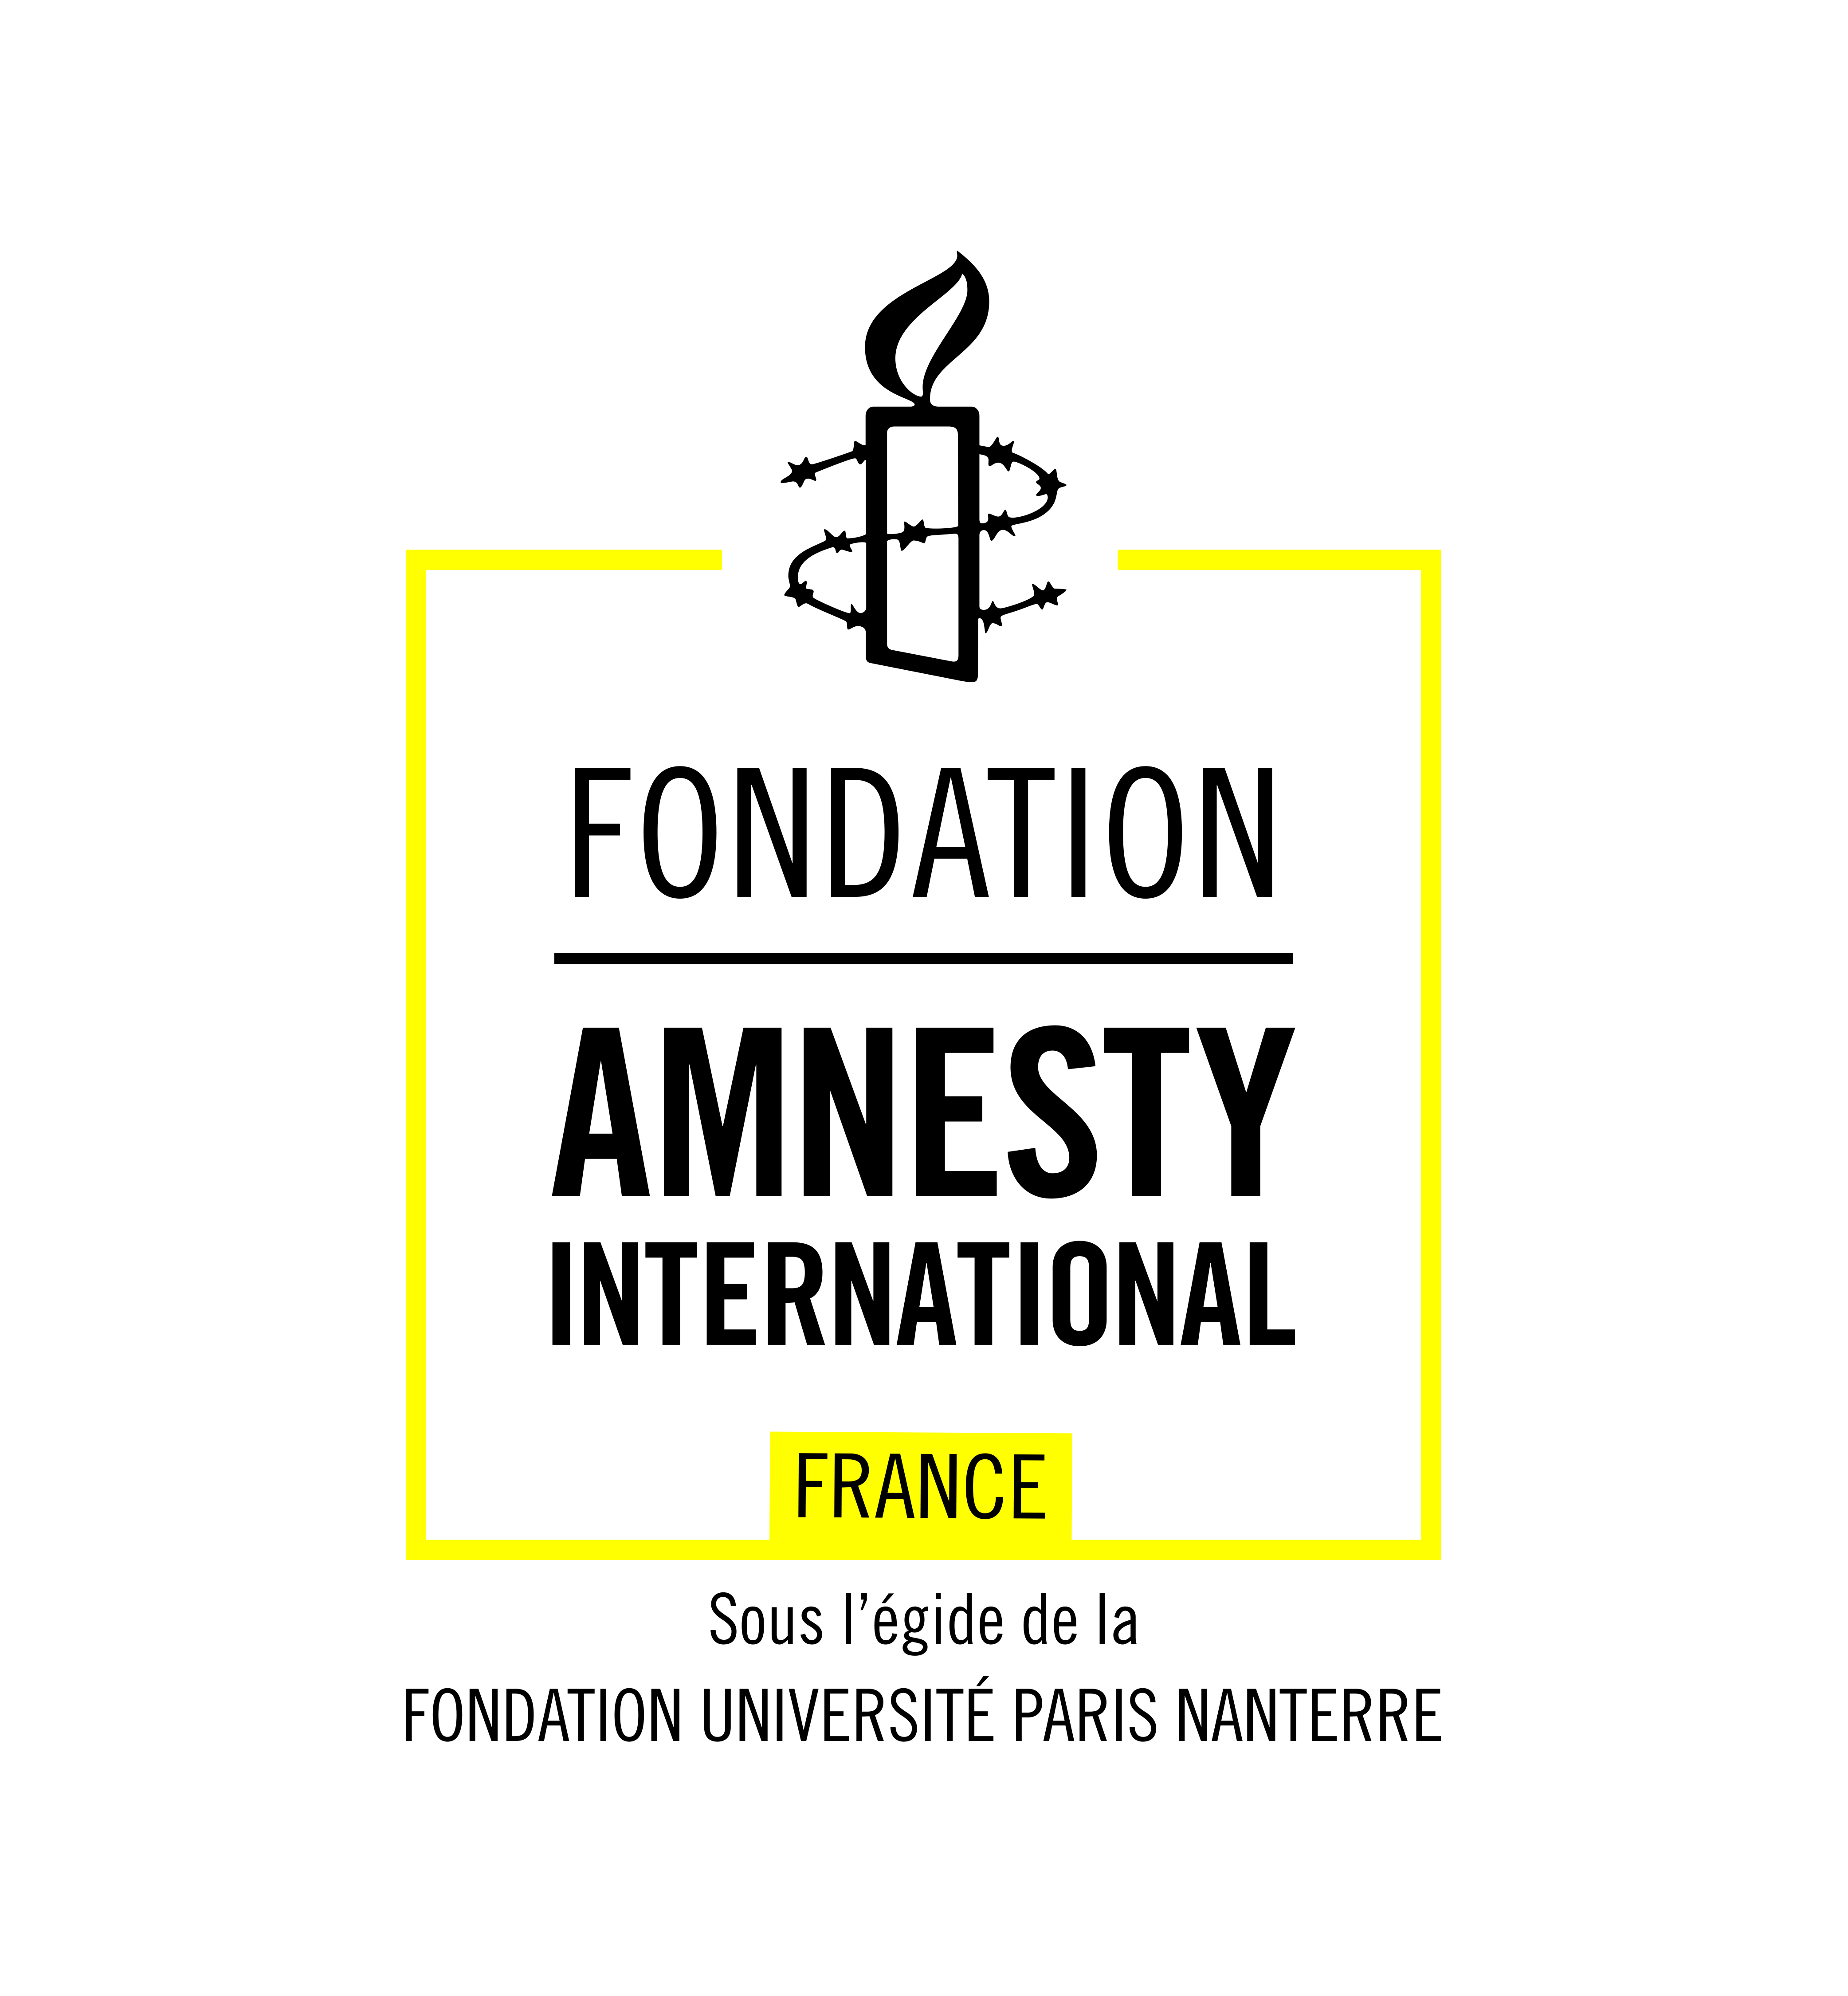 FONDATION
AMNESTY
INTERNATIONAL
FRANCE
Sous l’égide de la
FONDATION UNIVERSITÉ PARIS NANTERRE